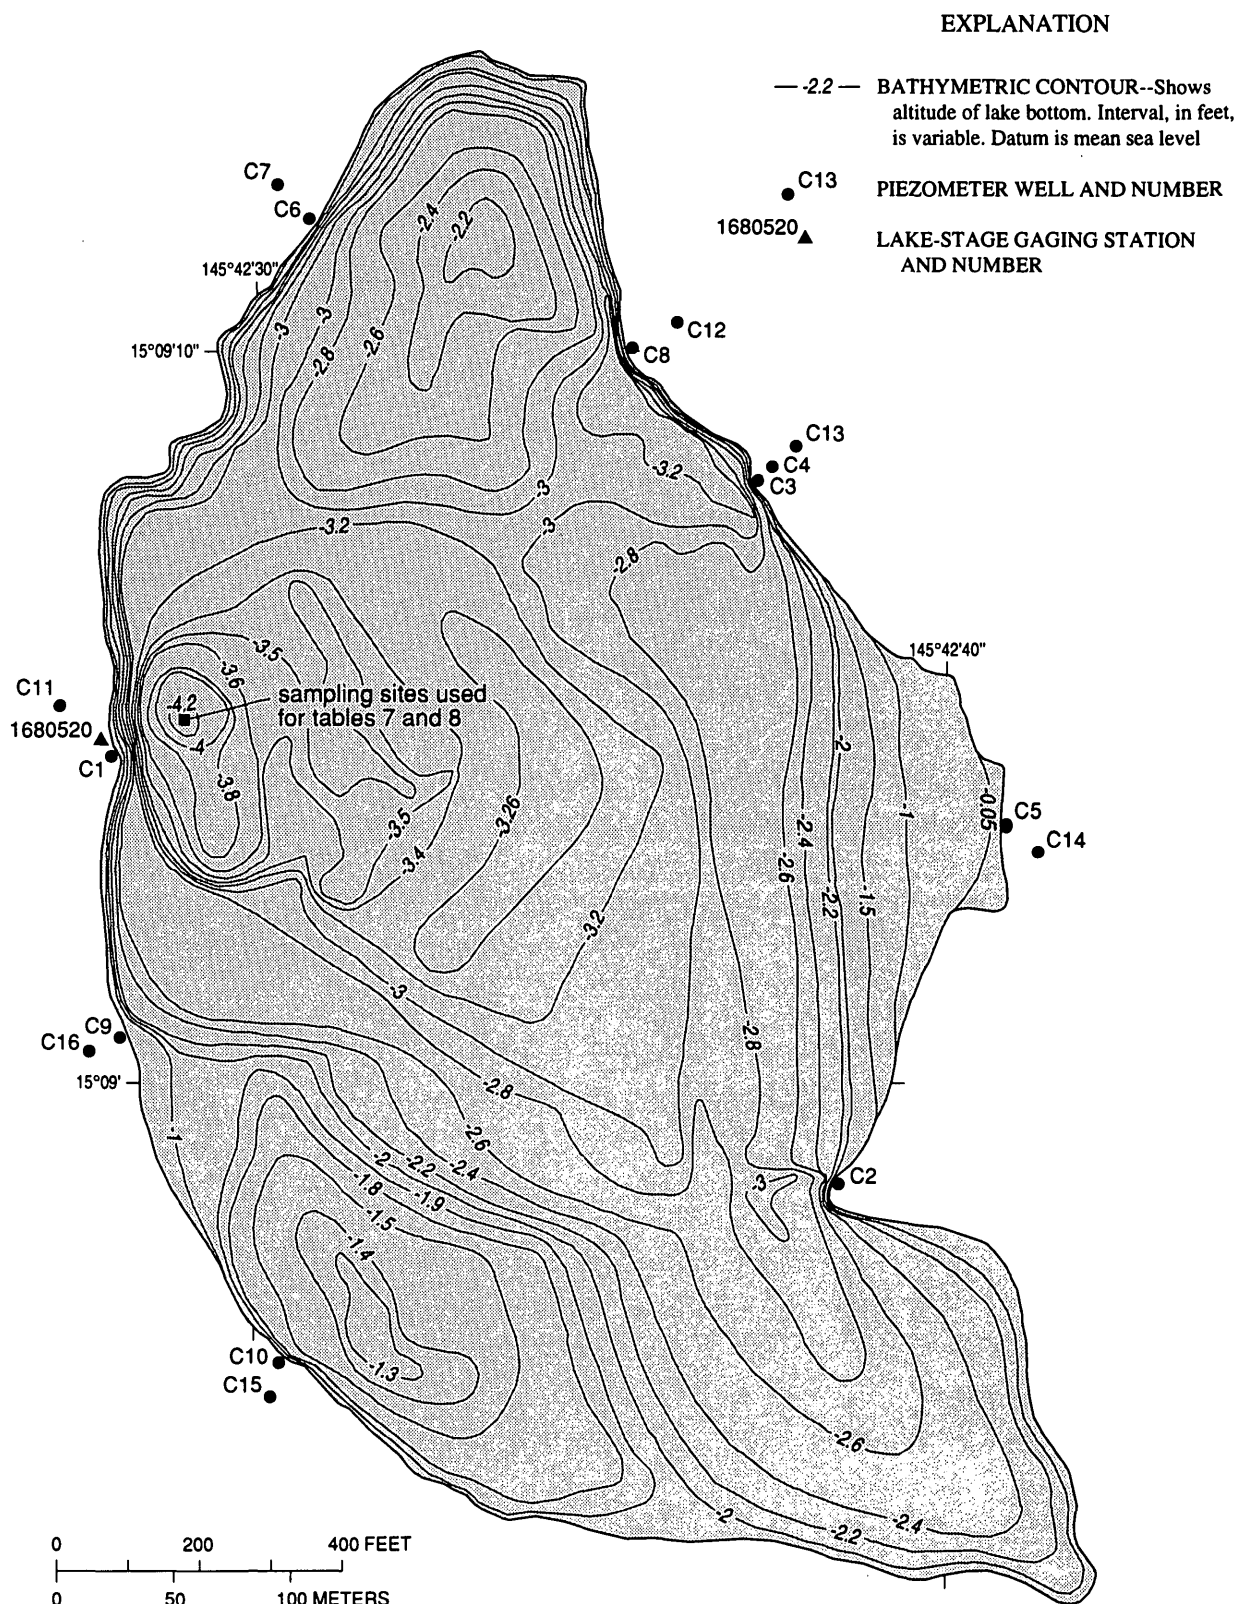 EXPLANATION
— -2.2 — BATHYMETRIC CONTOUR--Shows
altitude of lake bottom. Interval, in feet,
is variable. Datum is mean sea level
C13 PIEZOMETER WELL AND NUMBER
1680520 LAKE-STAGE GAGING STATION
AND NUMBER
C7
C6
-2.4
-2.2
145°42'30"
-3
-3
-2.6
-2.8
C12
C8
15°09'10"
C13
C4
C3
-3.2
-3
-3.2
-3
-2.8
-3.5
-3.6
145°42'40"
C11
-4.2
sampling sites used
for tables 7 and 8
1680520
C1
-4
-3.8
-2
-3.5
-3.4
-3.26
-2.4
-2.6
-1
-0.05
C5
C14
-2.2
-1.5
-3.2
-3
C9
C16
-2.8
15°09'
-2.8
-1
-2.6
-2
-2.2
-2.4
-1.8
-1.9
-3
C2
-1.5
-1.4
-1.3
C10
C15
-2.6
-2
-2.2
-2.4
0 200 400 FEET
0 50 100 METERS